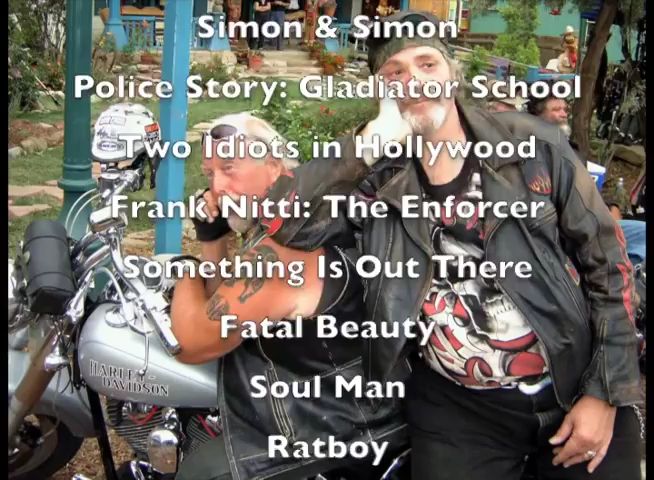 Simon & Simon
Police Story: Gladiator School
Two Idiots in Hollywood
Frank Nitti: The Enforcer
Something Is Out There
Fatal Beauty
Soul Man
Ratboy
HARLEY-DAVIDSON